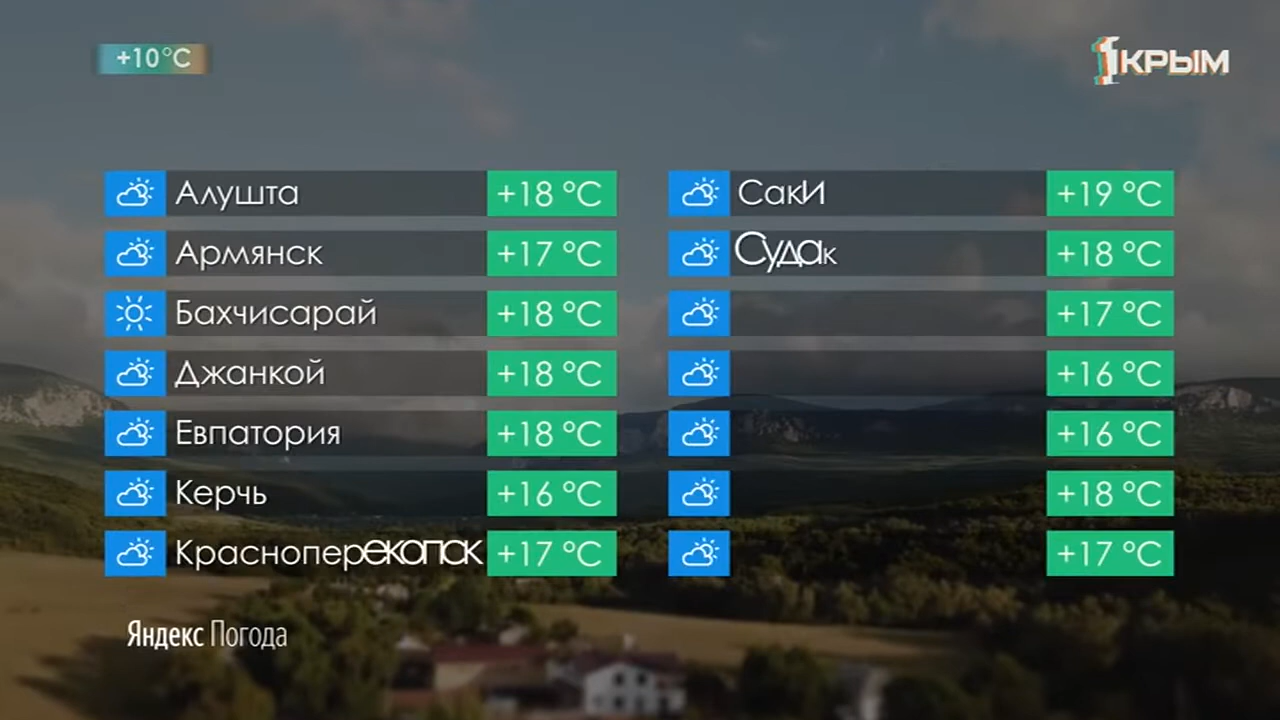 +10°C
1КРЫМ
Алушта +18 °C
Армянск +17 °C
Бахчисарай +18 °C
Джанкой +18 °C
Евпатория +18 °C
Керчь +16 °C
Красноперекопск +17 °C
СакИ +19 °C
Судак +18 °C
+17 °C
+16 °C
+16 °C
+18 °C
+17 °C
Яндекс Погода